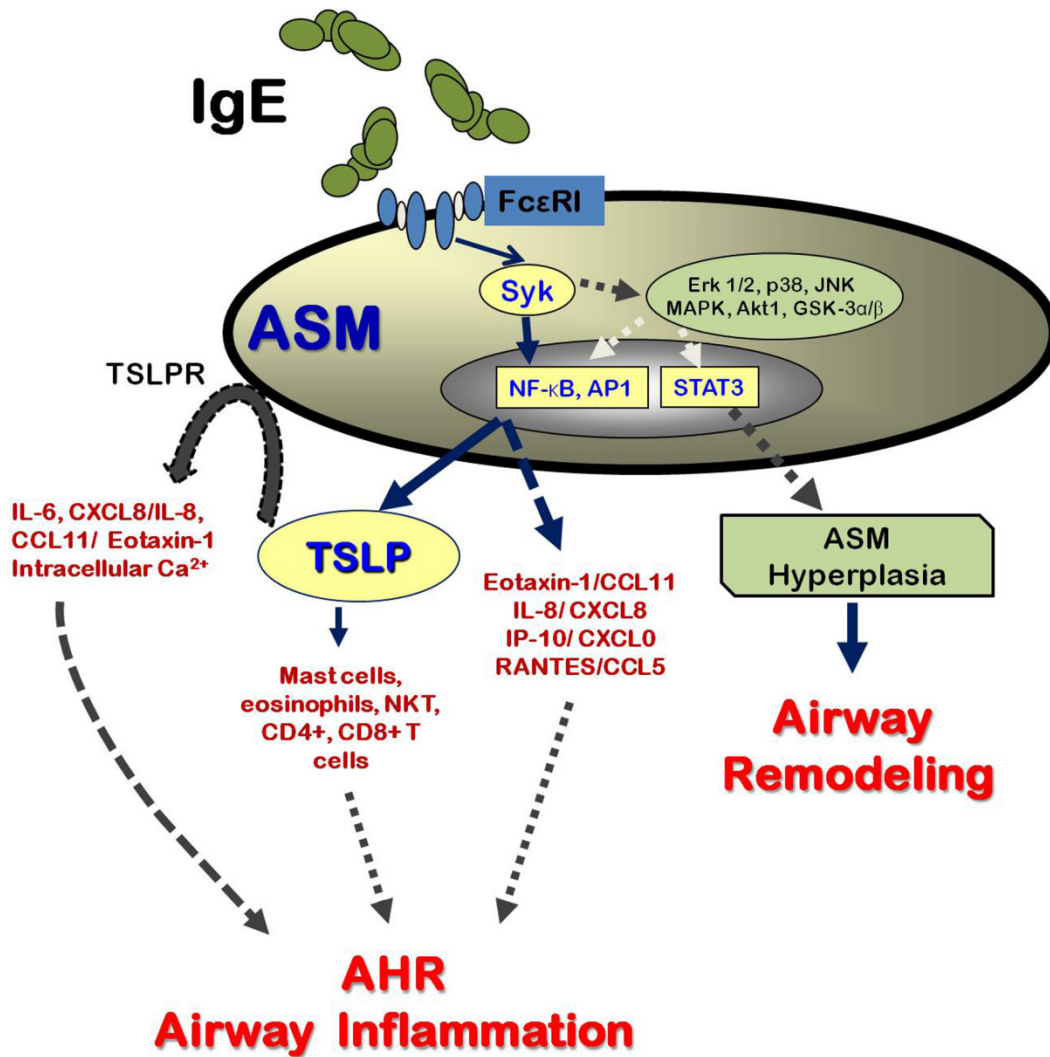 IgE
FcεRI
Syk
Erk 1/2, p38, JNK
MAPK, Akt1, GSK-3α/β
ASM
TSLPR
NF-κB, AP1
STAT3
IL-6, CXCL8/IL-8,
CCL11/ Eotaxin-1
Intracellular Ca²⁺
TSLP
Mast cells,
eosinophils, NKT,
CD4+, CD8+ T
cells
Eotaxin-1/CCL11
IL-8/ CXCL8
IP-10/ CXCL0
RANTES/CCL5
ASM
Hyperplasia
Airway
Remodeling
AHR
Airway Inflammation